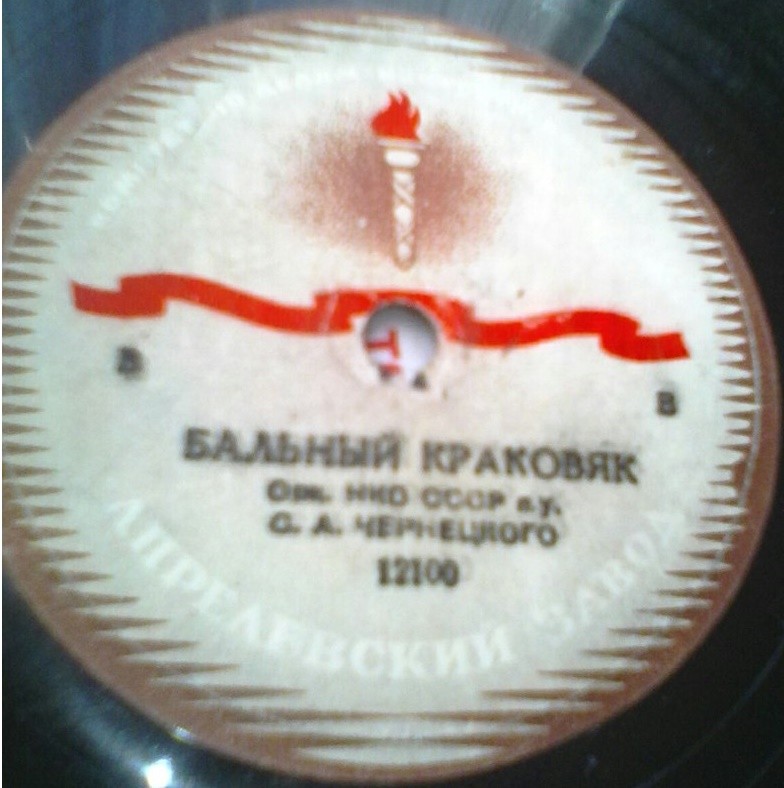 В
В
БАЛЬНЫЙ КРАКОВЯК
Орк. НКО СССР п.у.
С. А. ЧЕРНЕЦКОГО
12100
АПРЕЛЕВСКИЙ ЗАВОД